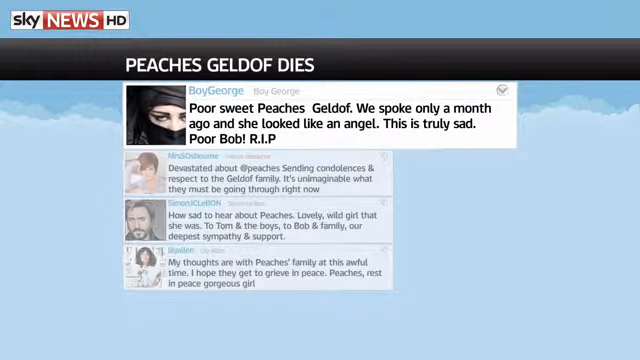 sky NEWS HD
PEACHES GELDOF DIES
BoyGeorge Boy George
Poor sweet Peaches Geldof. We spoke only a month
ago and she looked like an angel. This is truly sad.
Poor Bob! R.I.P
MrsSOsbourne
Devastated about @peaches Sending condolences &
respect to the Geldof family. It's unimaginable what
they must be going through right now
SimonJCLeBON
How sad to hear about Peaches. Lovely, wild girl that
she was. To Tom & the boys, to Bob & family, our
deepest sympathy & support.
lilyallen Lily Allen
My thoughts are with Peaches' family at this awful
time. I hope they get to grieve in peace. Peaches, rest
in peace gorgeous girl